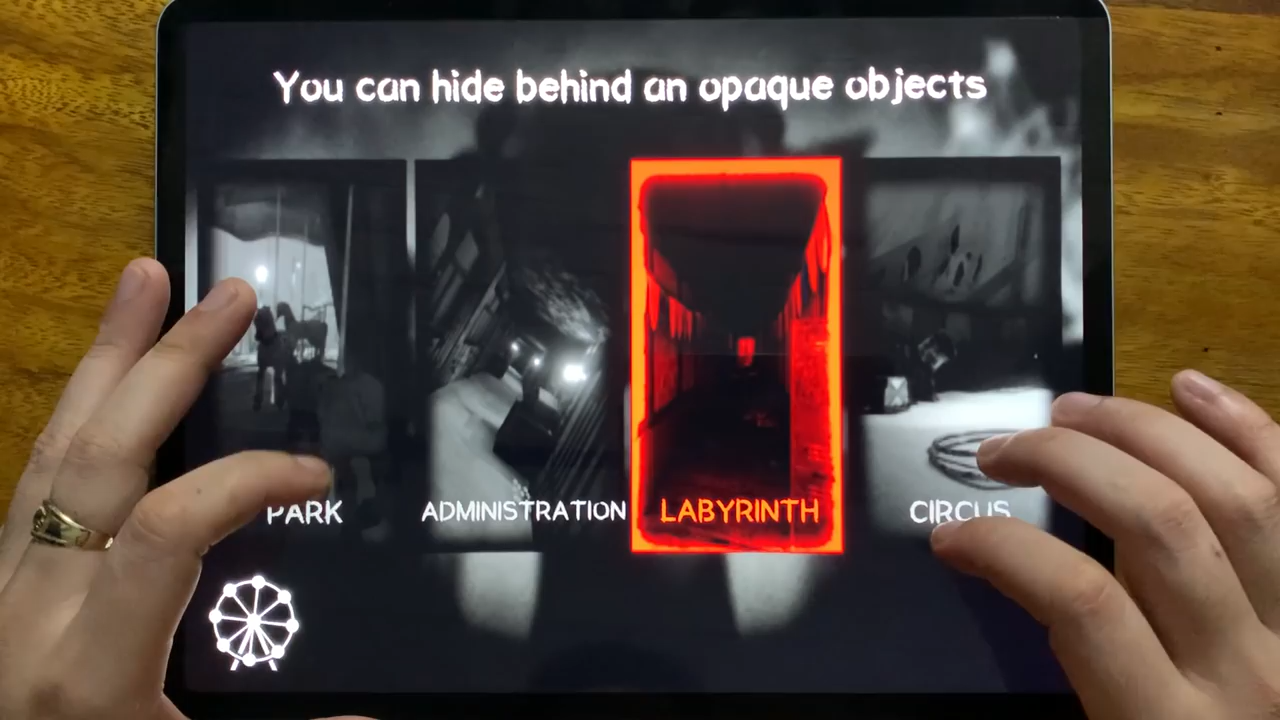 You can hide behind an opaque objects
PARK
ADMINISTRATION
LABYRINTH
CIRCUS